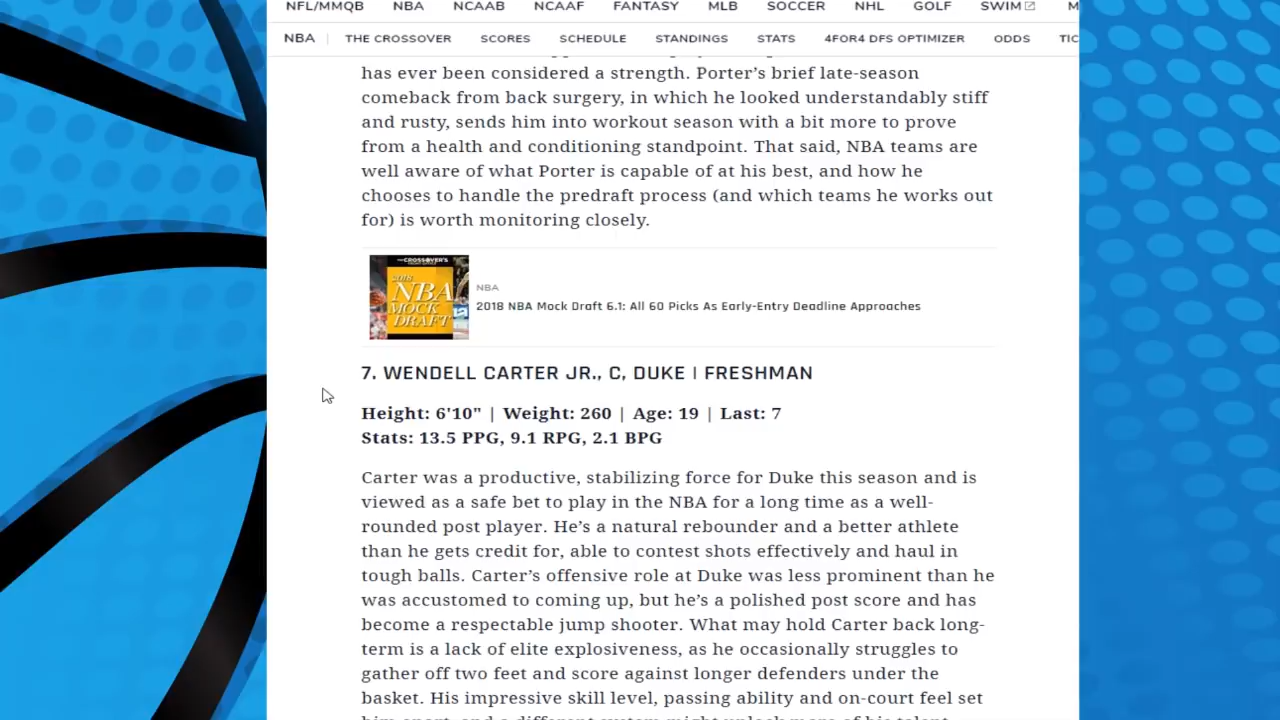 NFL/MMQB NBA NCAAB NCAAF FANTASY MLB SOCCER NHL GOLF SWIM M
NBA THE CROSSOVER SCORES SCHEDULE STANDINGS STATS 4FOR4 DFS OPTIMIZER ODDS TIC
has ever been considered a strength. Porter’s brief late-season
comeback from back surgery, in which he looked understandably stiff
and rusty, sends him into workout season with a bit more to prove
from a health and conditioning standpoint. That said, NBA teams are
well aware of what Porter is capable of at his best, and how he
chooses to handle the predraft process (and which teams he works out
for) is worth monitoring closely.
CROSSOVER'S
2018
NBA
MOCK
DRAFT
NBA
2018 NBA Mock Draft 6.1: All 60 Picks As Early-Entry Deadline Approaches
7. WENDELL CARTER JR., C, DUKE | FRESHMAN
Height: 6'10" | Weight: 260 | Age: 19 | Last: 7
Stats: 13.5 PPG, 9.1 RPG, 2.1 BPG
Carter was a productive, stabilizing force for Duke this season and is
viewed as a safe bet to play in the NBA for a long time as a well-
rounded post player. He’s a natural rebounder and a better athlete
than he gets credit for, able to contest shots effectively and haul in
tough balls. Carter’s offensive role at Duke was less prominent than he
was accustomed to coming up, but he’s a polished post score and has
become a respectable jump shooter. What may hold Carter back long-
term is a lack of elite explosiveness, as he occasionally struggles to
gather off two feet and score against longer defenders under the
basket. His impressive skill level, passing ability and on-court feel set